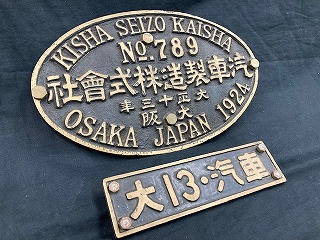 KISHA SEIZO KAISHA
No. 789
社會式株造製車汽
年三十正大
阪大
OSAKA JAPAN 1924
大13・汽車